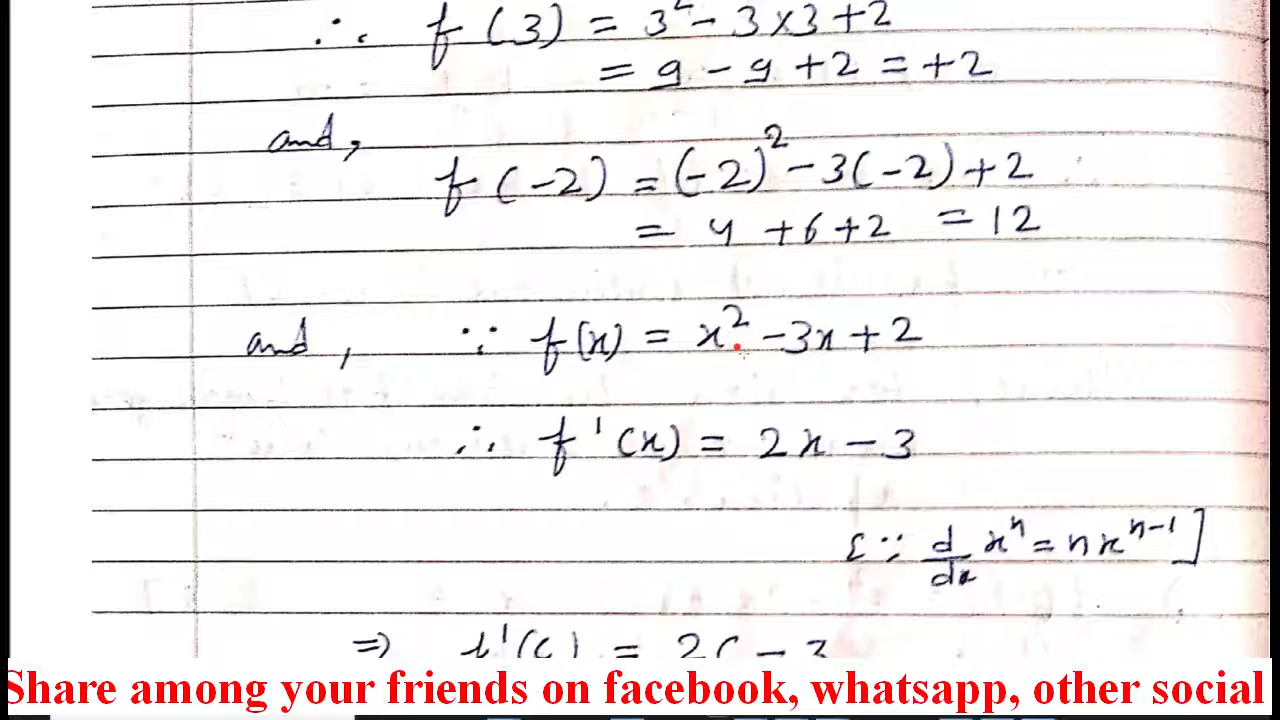 ∴ f(3) = 3² - 3×3+2
= 9 - 9 + 2 = +2
and,
f(-2) = (-2)² - 3(-2) + 2
= 4 + 6 + 2 = 12
and, ∵ f(x) = x² - 3x + 2
∴ f'(x) = 2x - 3
[∵ d/dx xⁿ = nxⁿ⁻¹]
⇒ f'(c) = 2c - 3
Share among your friends on facebook, whatsapp, other social